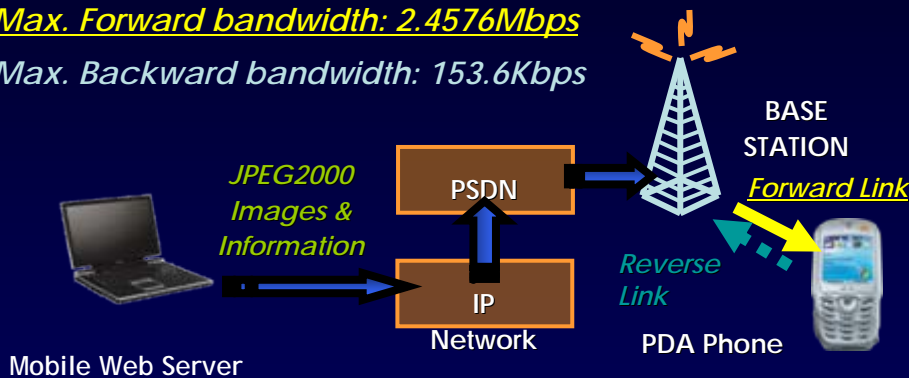 Max. Forward bandwidth: 2.4576Mbps
Max. Backward bandwidth: 153.6Kbps
BASE
STATION
JPEG2000
Images &
Information
PSDN
Forward Link
Reverse
Link
IP
Network
PDA Phone
Mobile Web Server